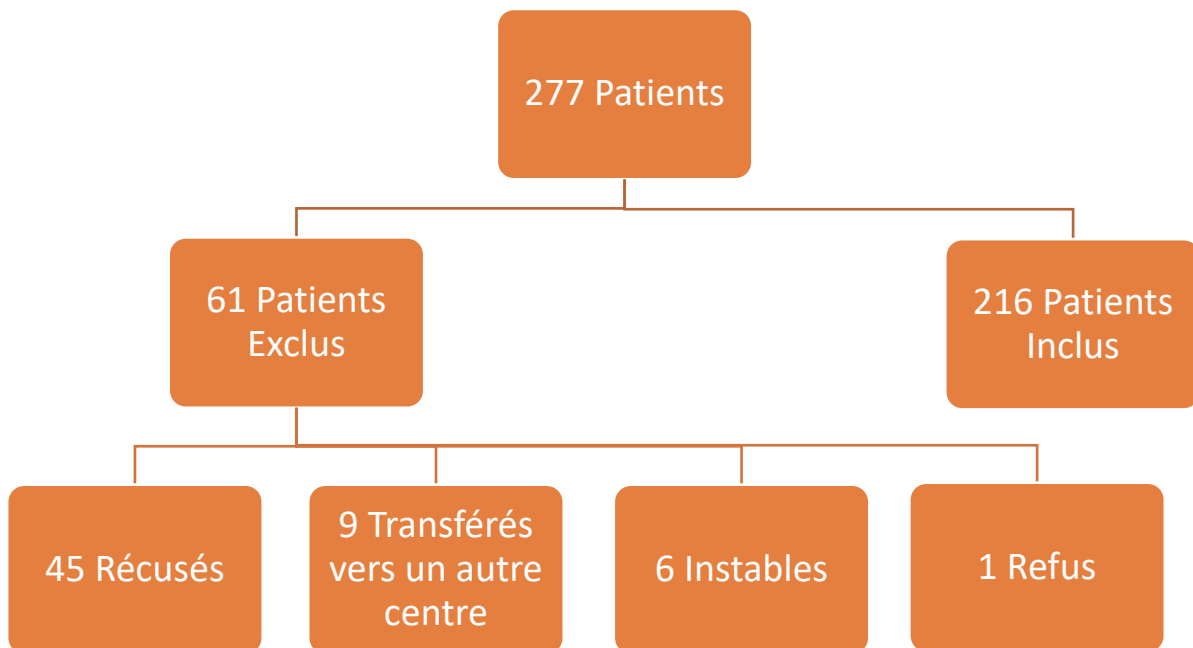 277 Patients
61 Patients
Exclus
216 Patients
Inclus
45 Récusés
9 Transférés
vers un autre
centre
6 Instables
1 Refus